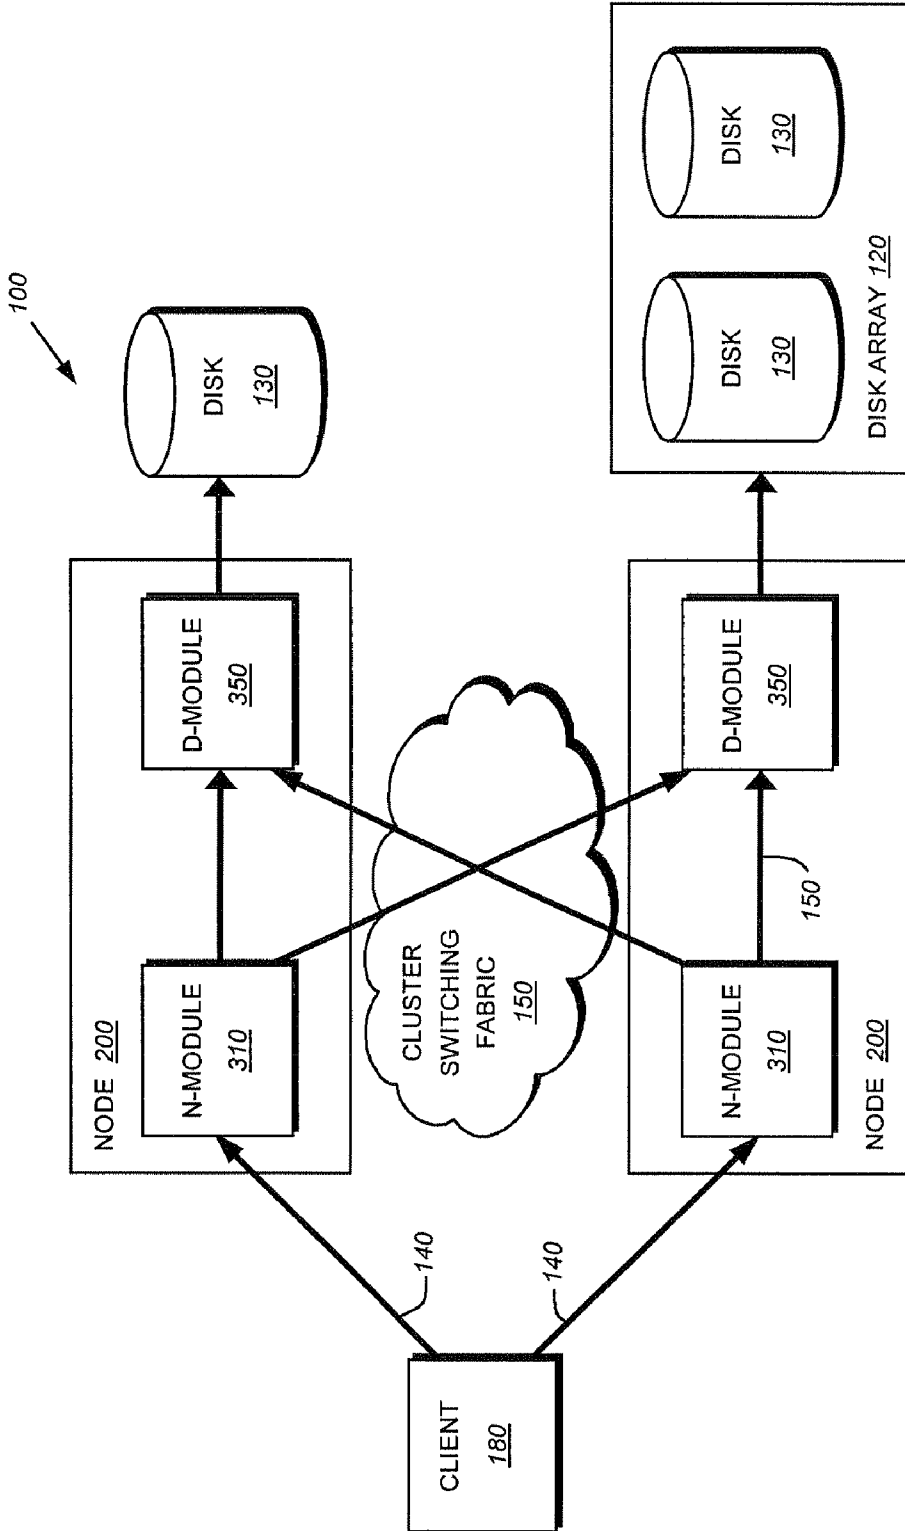 100
NODE 200
N-MODULE
310
D-MODULE
350
DISK
130
CLIENT
180
140
140
CLUSTER
SWITCHING
FABRIC
150
N-MODULE
310
150
D-MODULE
350
NODE 200
DISK
130
DISK
130
DISK ARRAY 120